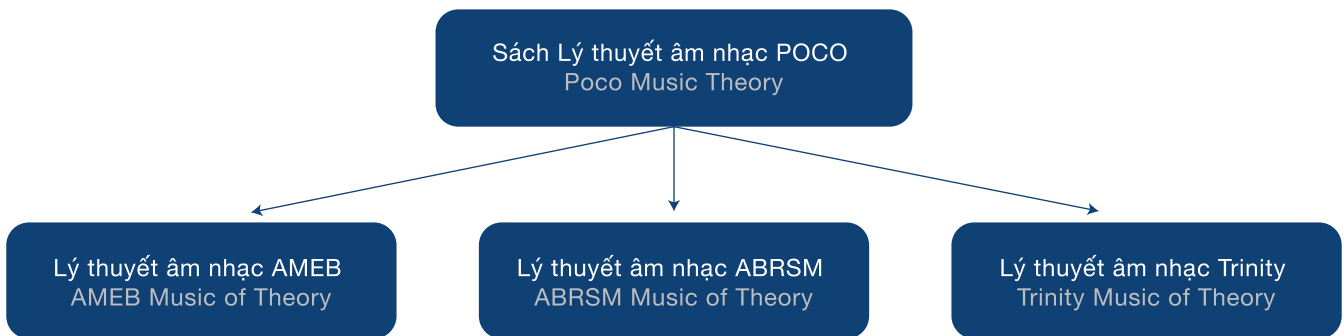 Sách Lý thuyết âm nhạc POCO
Poco Music Theory
Lý thuyết âm nhạc AMEB
AMEB Music of Theory
Lý thuyết âm nhạc ABRSM
ABRSM Music of Theory
Lý thuyết âm nhạc Trinity
Trinity Music of Theory